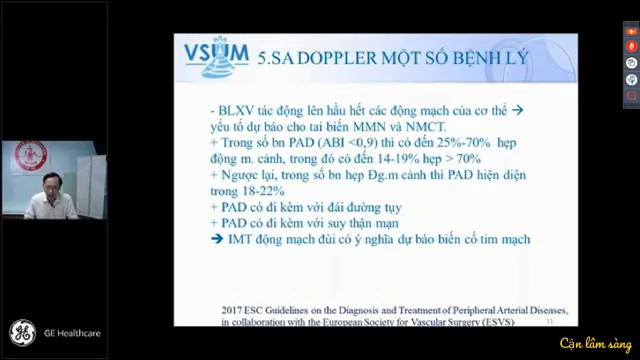 VSUM
5.SA DOPPLER MỘT SỐ BỆNH LÝ
- BLXV tác động lên hầu hết các động mạch của cơ thể →
yếu tố dự báo cho tai biến MMN và NMCT.
+ Trong số bn PAD (ABI <0,9) thì có đến 25%-70% hẹp
động m. cảnh, trong đó có đến 14-19% hẹp > 70%
+ Ngược lại, trong số bn hẹp Đg.m cảnh thì PAD hiện diện
trong 18-22%
+ PAD có đi kèm với đái đường tụy
+ PAD có đi kèm với suy thận mạn
→ IMT động mạch đùi có ý nghĩa dự báo biến cố tim mạch
2017 ESC Guidelines on the Diagnosis and Treatment of Peripheral Arterial Diseases,
in collaboration with the European Society for Vascular Surgery (ESVS)
31
GE Healthcare
Cận lâm sàng